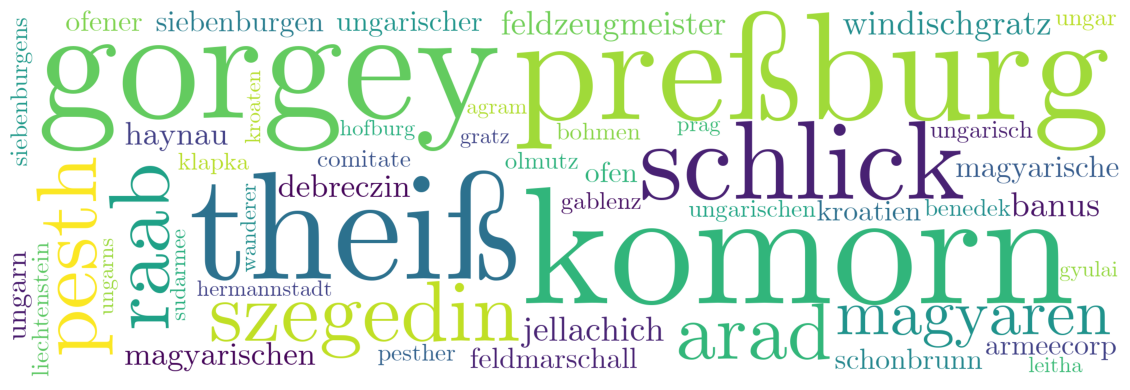 ofener siebenburgen ungarischer feldzeugmeister windischgratz ungar
siebenburgens gorgey preßburg
kroaten agram
haynau hofburg gratz bohmen prag ungarisch
klapka comitate olmutz ofen schlick magyarische
pesth raab theiß debreczin gablenz ungarischen kroatien benedek banus
wanderer komorn
ungarn liechtenstein ungarns sudarmee hermannstadt gyulai
szegedin jellachich arad magyaren
magyarischen pesther feldmarschall schonbrunn armeecorp
leitha